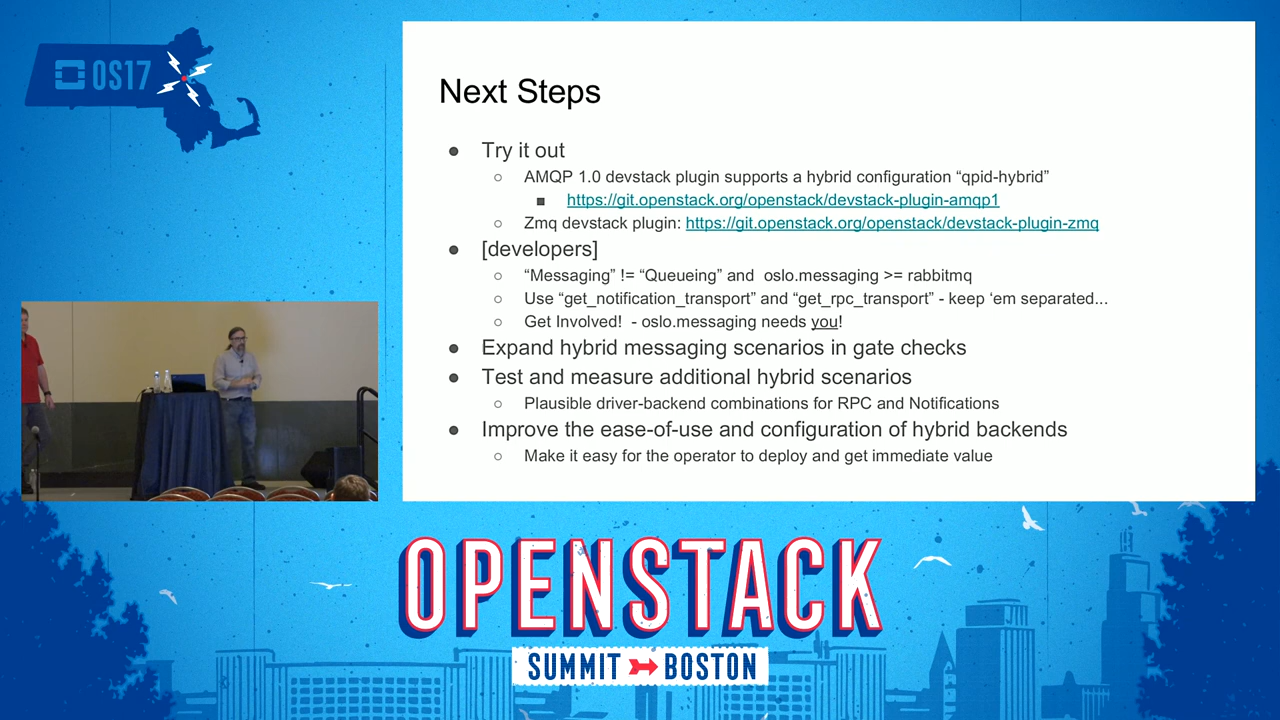 OS17
Next Steps
● Try it out
○ AMQP 1.0 devstack plugin supports a hybrid configuration “qpid-hybrid”
■ https://git.openstack.org/openstack/devstack-plugin-amqp1
○ Zmq devstack plugin: https://git.openstack.org/openstack/devstack-plugin-zmq
● [developers]
○ “Messaging” != “Queueing” and oslo.messaging >= rabbitmq
○ Use “get_notification_transport” and “get_rpc_transport” - keep ‘em separated...
○ Get Involved! - oslo.messaging needs you!
● Expand hybrid messaging scenarios in gate checks
● Test and measure additional hybrid scenarios
○ Plausible driver-backend combinations for RPC and Notifications
● Improve the ease-of-use and configuration of hybrid backends
○ Make it easy for the operator to deploy and get immediate value
OPENSTACK
SUMMIT BOSTON